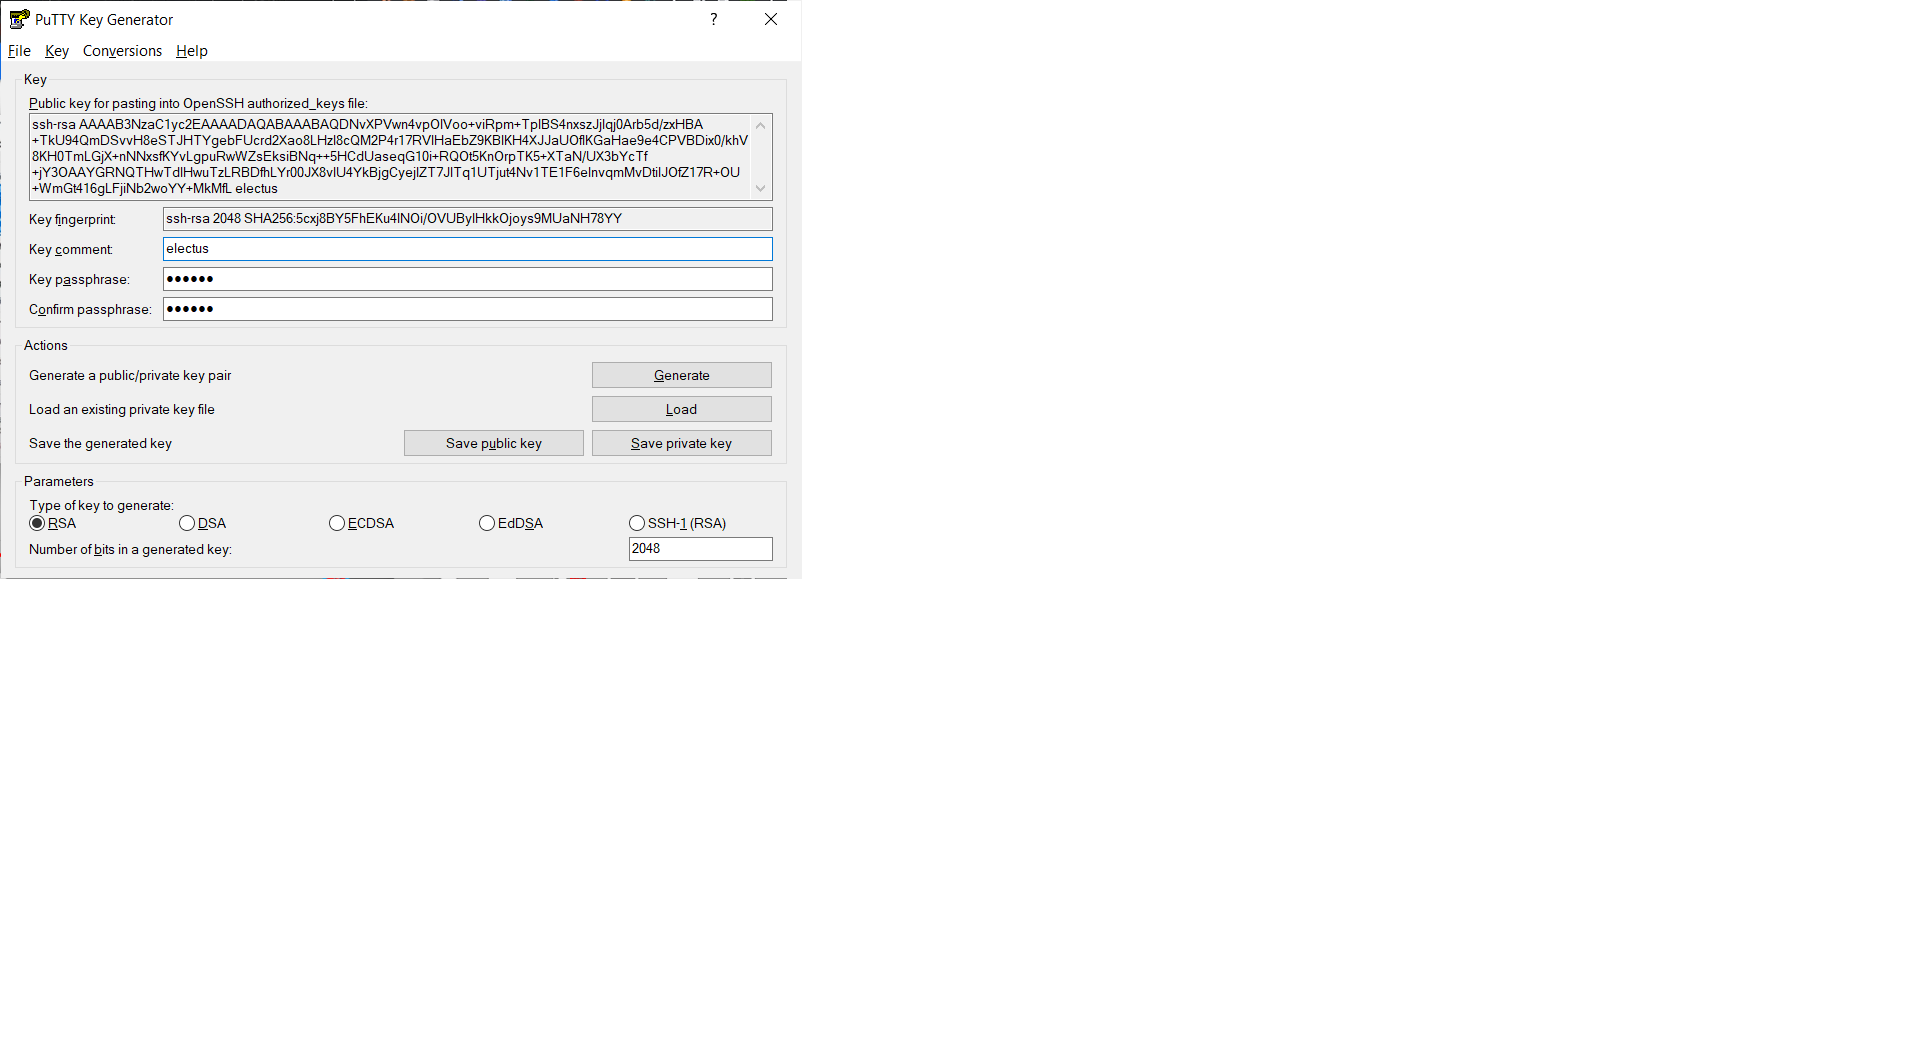 PuTTY Key Generator
?
File Key Conversions Help
Key
Public key for pasting into OpenSSH authorized_keys file:
ssh-rsa AAAAB3NzaC1yc2EAAAADAQABAAABAQDNvXPVwn4vpOlVoo+viRpm+TplBS4nxszJjlqj0Arb5d/zxHBA
+TkU94QmDSvvH8eSTJHTYgebFUcrd2Xao8LHzl8cQM2P4r17RVlHaEbZ9KBlKH4XJJaUOflKGaHae9e4CPVBDix0/khV
8KH0TmLGjX+nNNxsfKYvLgpuRwWZsEksiBNq++5HCdUaseqG10i+RQOt5KnOrpTK5+XTaN/UX3bYcTf
+jY3OAAYGRNQTHwTdlHwuTzLRBDfhLYr00JX8vlU4YkBjgCyejlZT7JlTq1UTjut4Nv1TE1F6eInvqmMvDtilJOfZ17R+OU
+WmGt416gLFjiNb2woYY+MkMfL electus
Key fingerprint:
ssh-rsa 2048 SHA256:5cxj8BY5FhEKu4lNOi/OVUBylHkkOjoys9MUaNH78YY
Key comment:
electus
Key passphrase:
Confirm passphrase:
Actions
Generate a public/private key pair
Generate
Load an existing private key file
Load
Save the generated key
Save public key
Save private key
Parameters
Type of key to generate:
RSA DSA ECDSA EdDSA SSH-1 (RSA)
Number of bits in a generated key:
2048